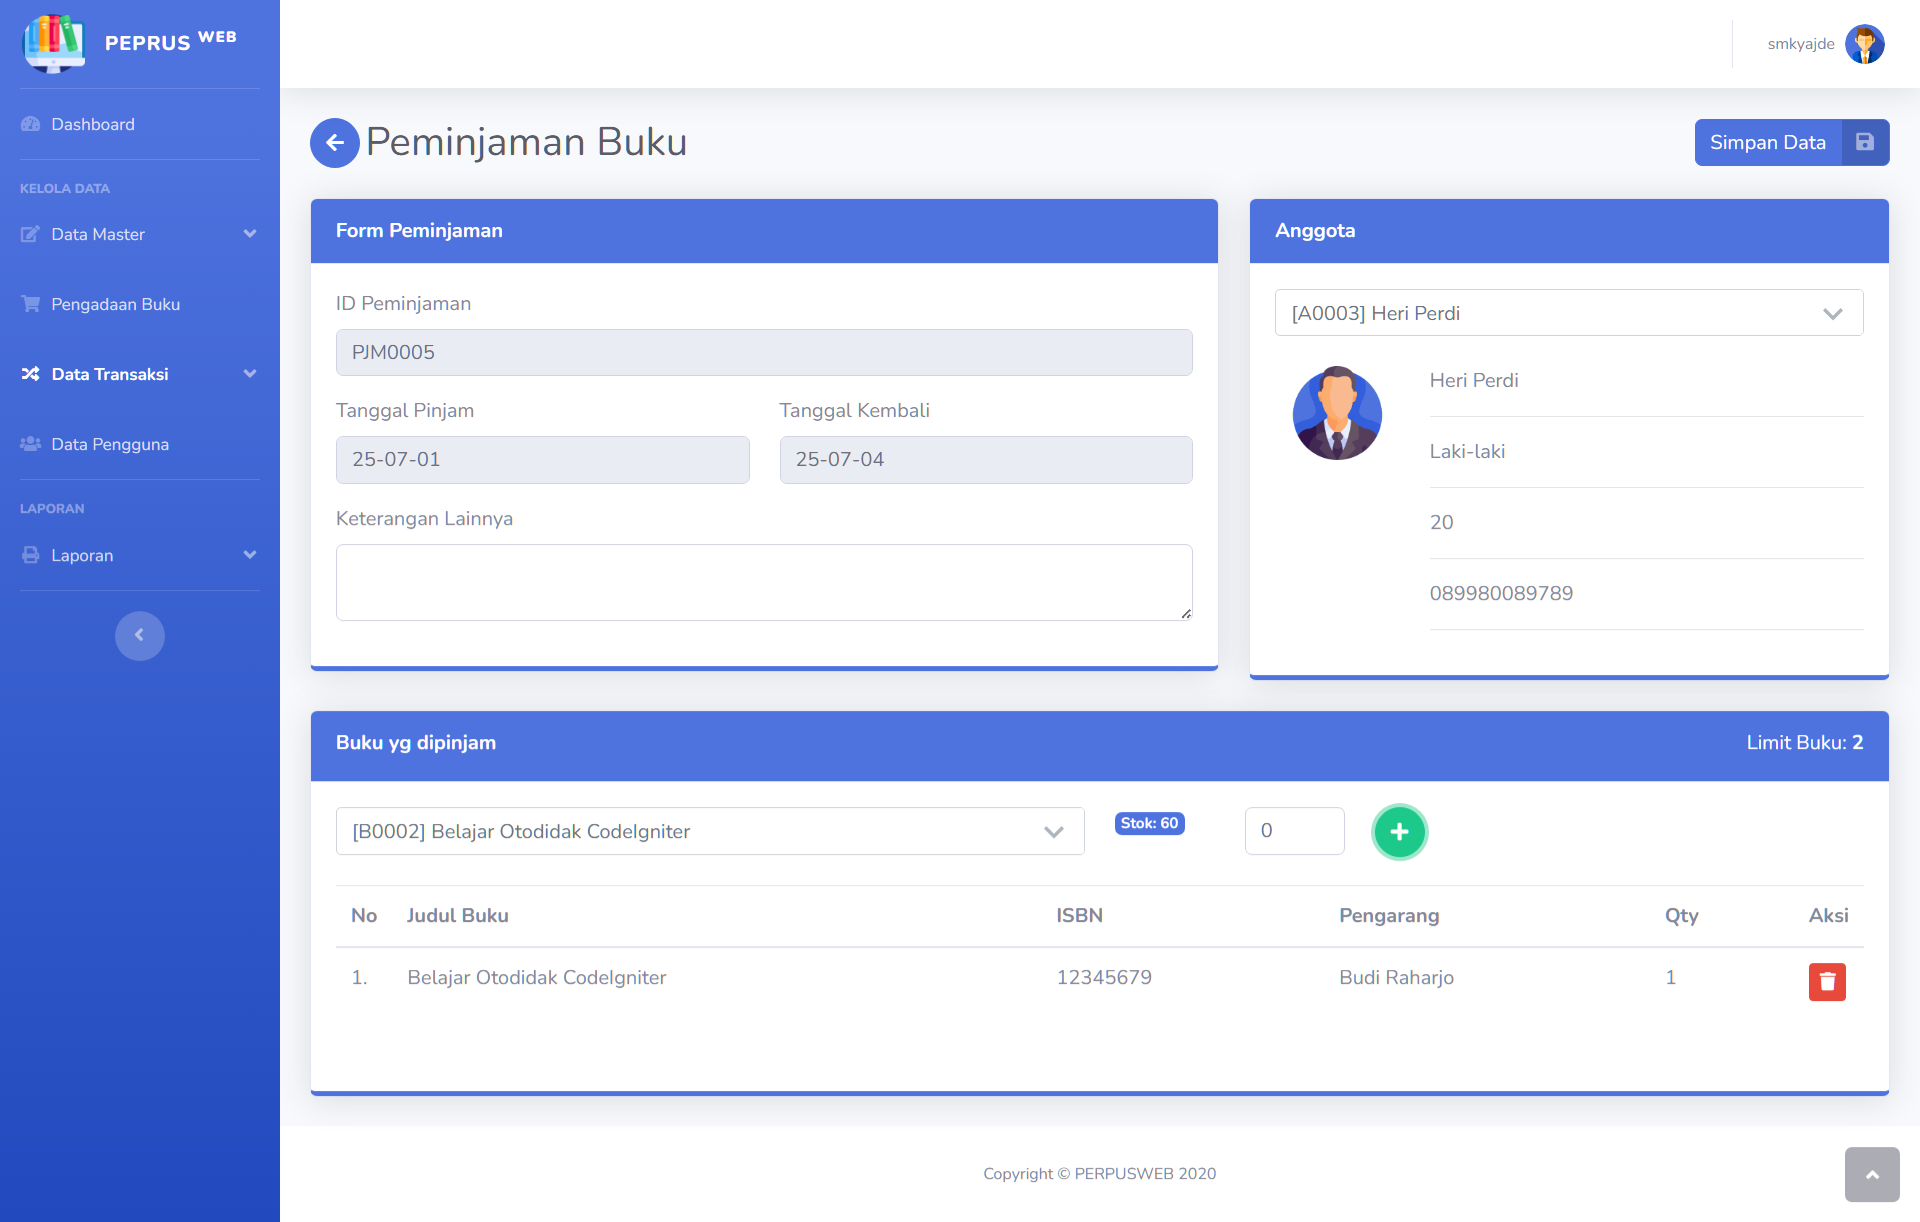 PEPRUS WEB
smkyajde
Dashboard
KELOLA DATA
Data Master
Pengadaan Buku
Data Transaksi
Data Pengguna
LAPORAN
Laporan
Peminjaman Buku
Simpan Data
Form Peminjaman
ID Peminjaman
PJM0005
Tanggal Pinjam Tanggal Kembali
25-07-01 25-07-04
Keterangan Lainnya
Anggota
[A0003] Heri Perdi
Heri Perdi
Laki-laki
20
089980089789
Buku yg dipinjam Limit Buku: 2
[B0002] Belajar Otodidak CodeIgniter Stok: 60 0
No Judul Buku ISBN Pengarang Qty Aksi
1. Belajar Otodidak CodeIgniter 12345679 Budi Raharjo 1
Copyright © PERPUSWEB 2020